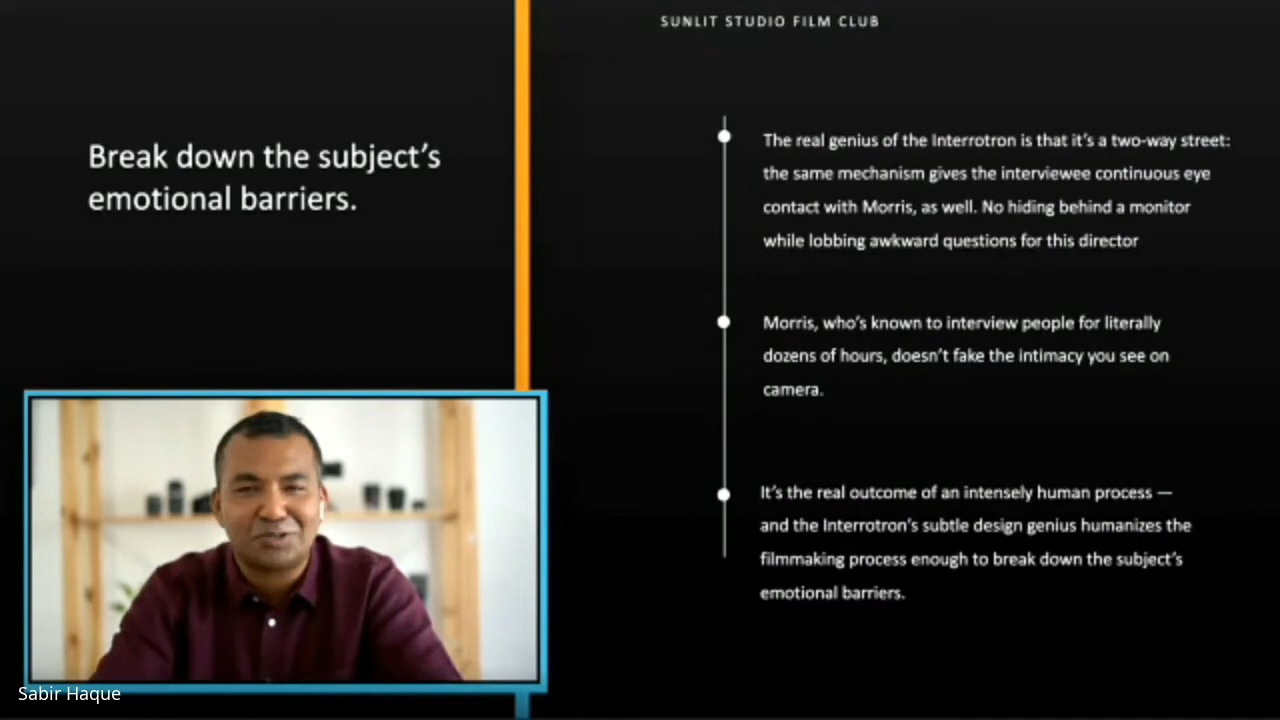 SUNLIT STUDIO FILM CLUB
Break down the subject’s
emotional barriers.
The real genius of the Interrotron is that it’s a two-way street:
the same mechanism gives the interviewee continuous eye
contact with Morris, as well. No hiding behind a monitor
while lobbing awkward questions for this director
Morris, who’s known to interview people for literally
dozens of hours, doesn’t fake the intimacy you see on
camera.
It’s the real outcome of an intensely human process —
and the Interrotron’s subtle design genius humanizes the
filmmaking process enough to break down the subject’s
emotional barriers.
Sabir Haque